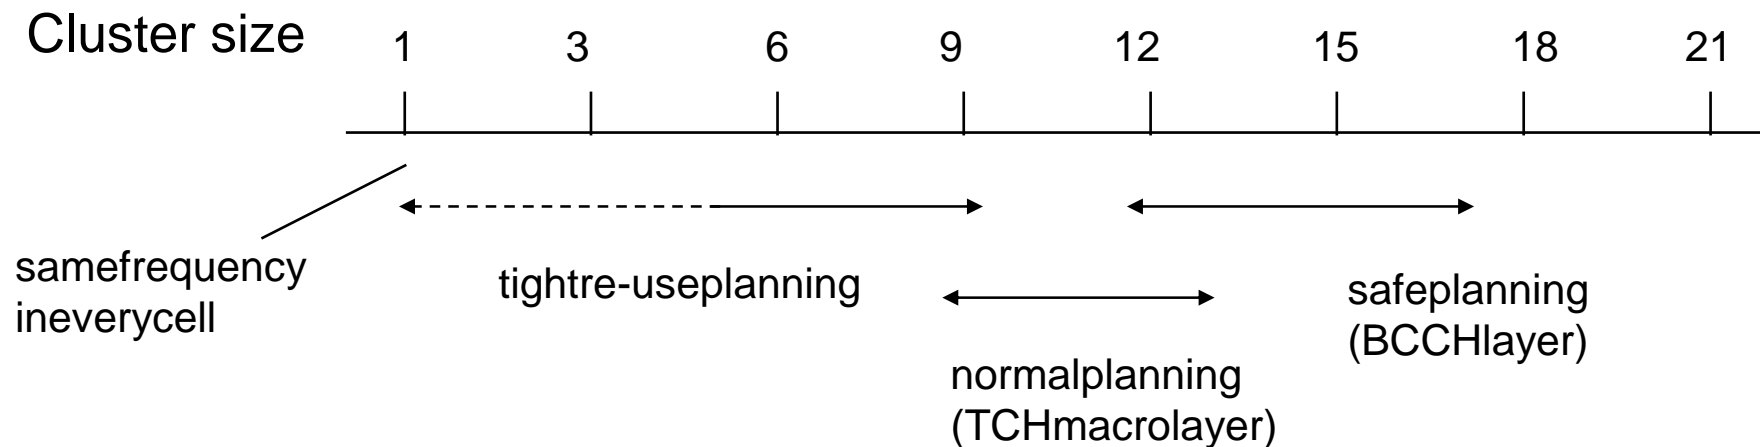 Cluster size
1 3 6 9 12 15 18 21
samefrequency
ineverycell
tightre-useplanning
normalplanning
(TCHmacrolayer)
safeplanning
(BCCHlayer)